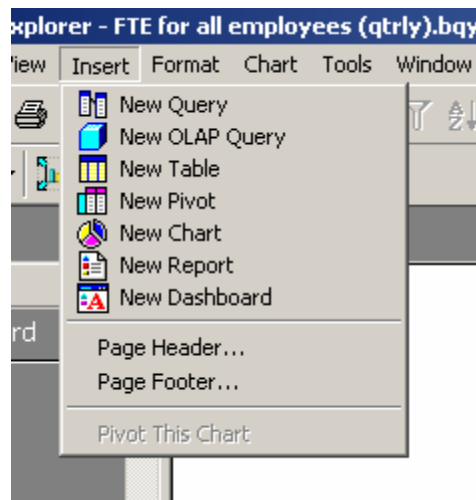 xplorer - FTE for all employees (qtrly).bqy
iew Insert Format Chart Tools Window
New Query
New OLAP Query
New Table
New Pivot
New Chart
New Report
New Dashboard
rd
Page Header...
Page Footer...
Pivot This Chart